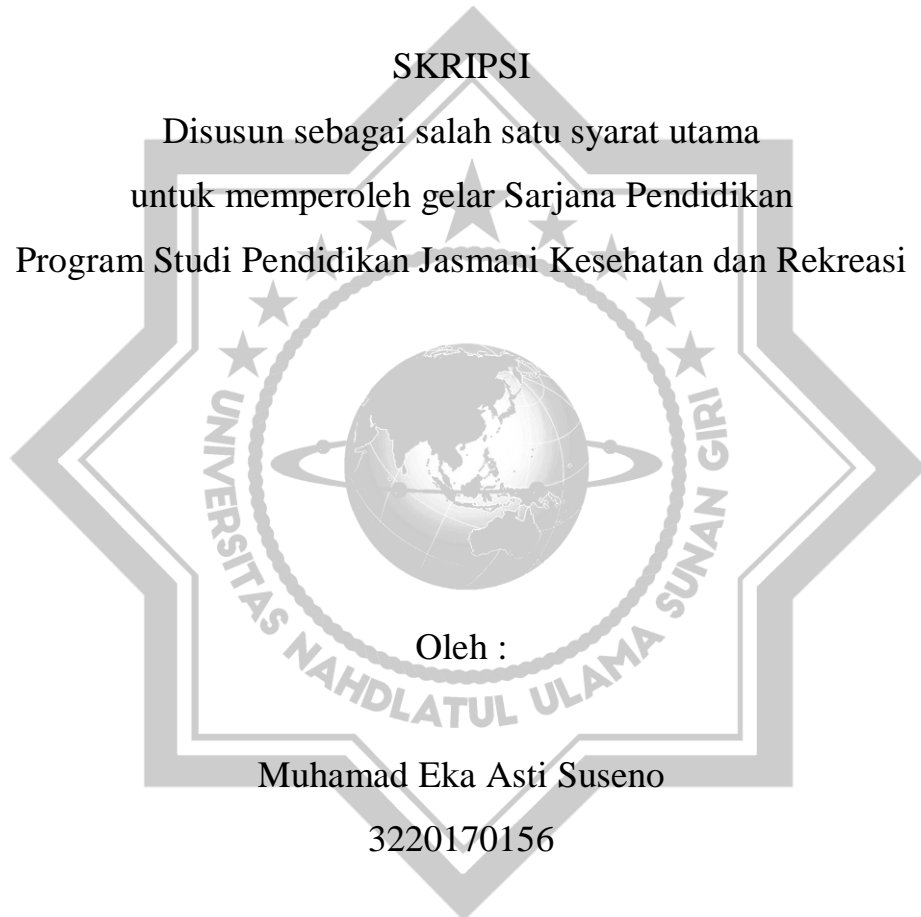 SKRIPSI
Disusun sebagai salah satu syarat utama
untuk memperoleh gelar Sarjana Pendidikan
Program Studi Pendidikan Jasmani Kesehatan dan Rekreasi
UNIVERSITAS NAHDLATUL ULAMA SUNAN GIRI
Oleh :
Muhamad Eka Asti Suseno
3220170156